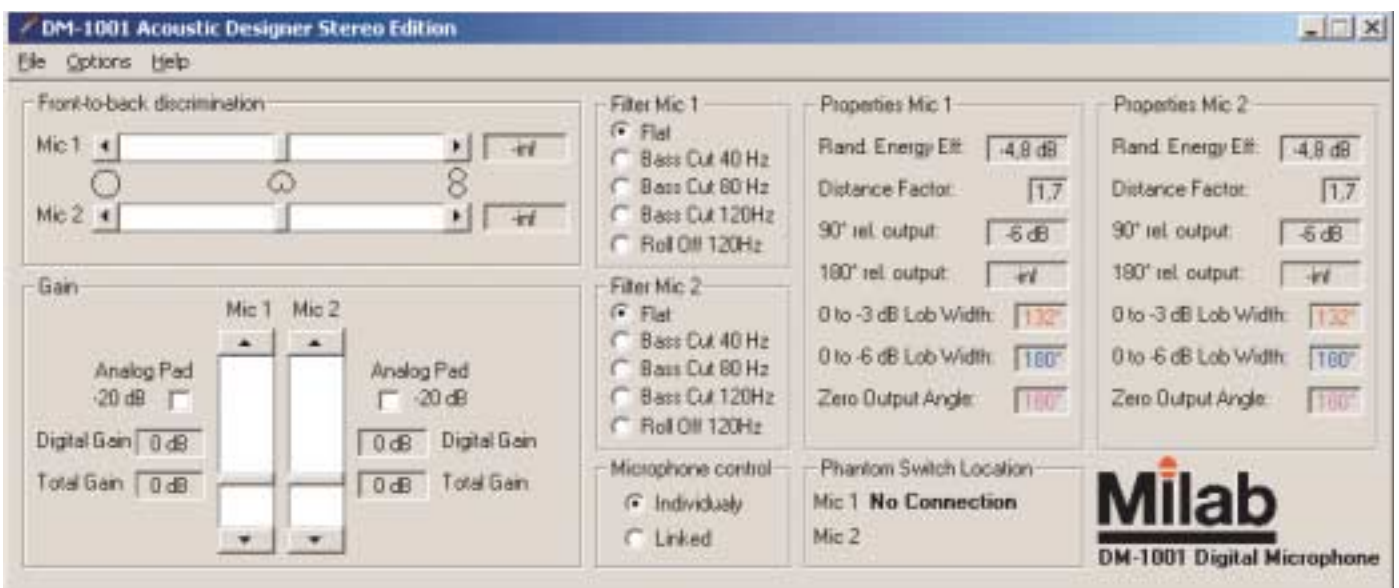 DM-1001 Acoustic Designer Stereo Edition
File Options Help
Front-to-back discrimination
Mic 1 -inf
Mic 2 -inf
Gain
Mic 1 Mic 2
Analog Pad
-20 dB
Analog Pad
-20 dB
Digital Gain 0 dB
0 dB Digital Gain
Total Gain 0 dB
0 dB Total Gain
Filter Mic 1
Flat
Bass Cut 40 Hz
Bass Cut 80 Hz
Bass Cut 120Hz
Roll Off 120Hz
Filter Mic 2
Flat
Bass Cut 40 Hz
Bass Cut 80 Hz
Bass Cut 120Hz
Roll Off 120Hz
Microphone control
Individualy
Linked
Properties Mic 1
Rand. Energy Eff: -4,8 dB
Distance Factor: 1,7
90° rel. output: -6 dB
180° rel. output: -inf
0 to -3 dB Lob Width: 132°
0 to -6 dB Lob Width: 180°
Zero Output Angle: 180°
Properties Mic 2
Rand. Energy Eff: -4,8 dB
Distance Factor: 1,7
90° rel. output: -6 dB
180° rel. output: -inf
0 to -3 dB Lob Width: 132°
0 to -6 dB Lob Width: 180°
Zero Output Angle: 180°
Phantom Switch Location
Mic 1 No Connection
Mic 2
Milab
DM-1001 Digital Microphone